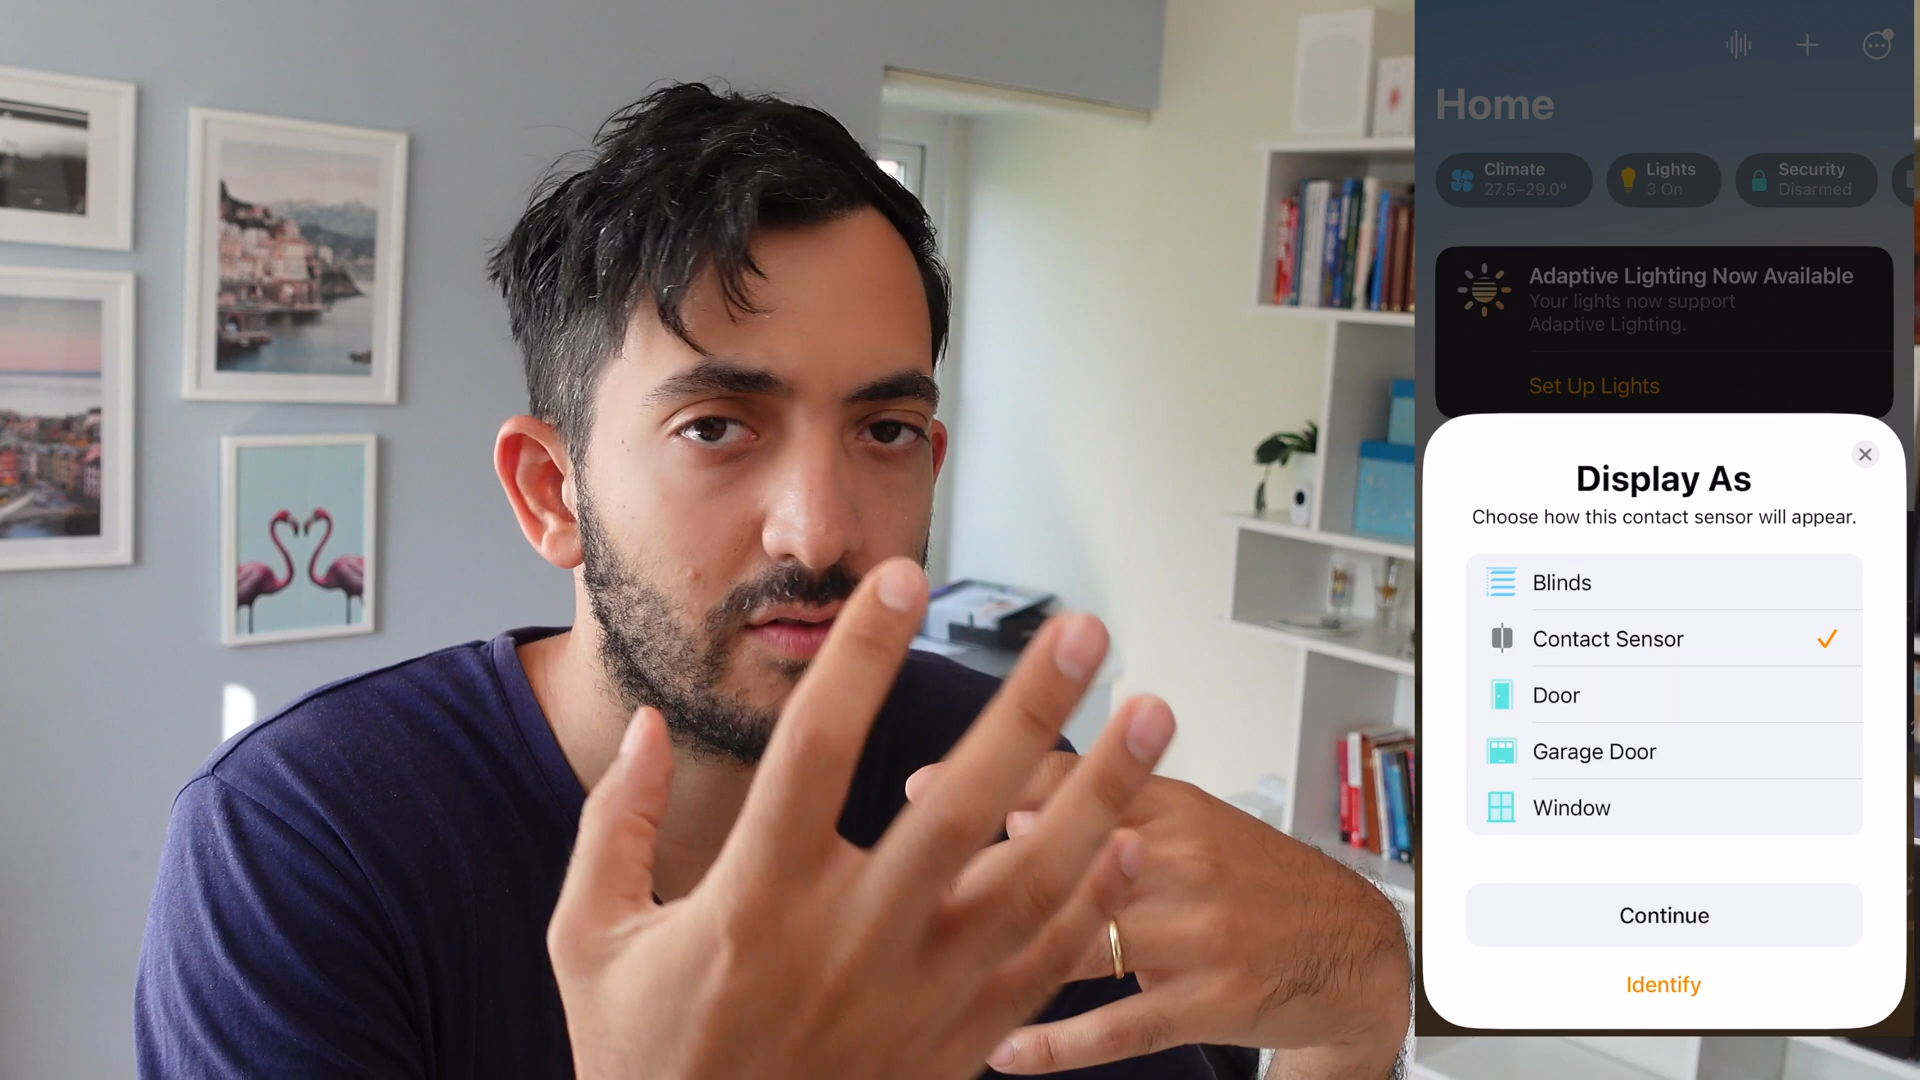 Home
Climate
27.5–29.0°
Lights
3 On
Security
Disarmed
Adaptive Lighting Now Available
Your lights now support
Adaptive Lighting.
Set Up Lights
Display As
Choose how this contact sensor will appear.
Blinds
Contact Sensor
Door
Garage Door
Window
Continue
Identify